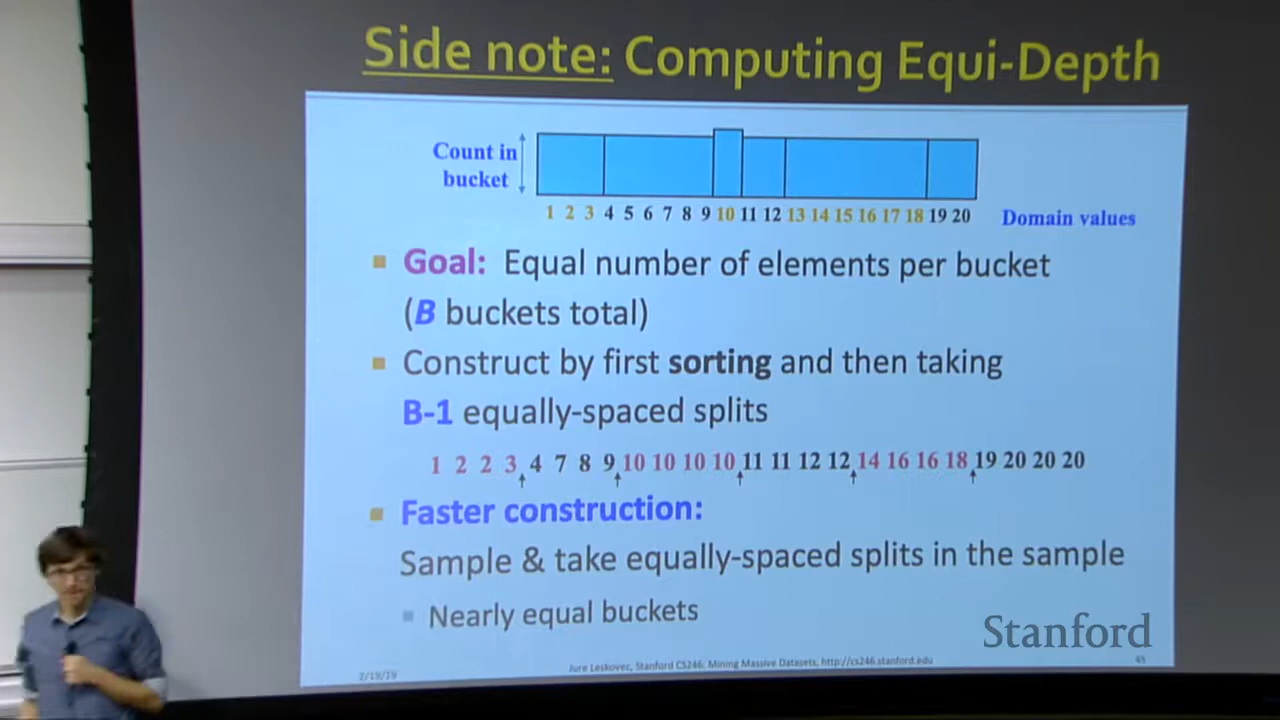 Side note: Computing Equi-Depth
Count in
bucket
1 2 3 4 5 6 7 8 9 10 11 12 13 14 15 16 17 18 19 20 Domain values
Goal: Equal number of elements per bucket
(B buckets total)
Construct by first sorting and then taking
B-1 equally-spaced splits
1 2 2 3 4 7 8 9 10 10 10 10 11 11 12 12 14 16 16 18 19 20 20 20
Faster construction:
Sample & take equally-spaced splits in the sample
Nearly equal buckets
Stanford
2/19/19 Jure Leskovec, Stanford CS246: Mining Massive Datasets, http://cs246.stanford.edu 45